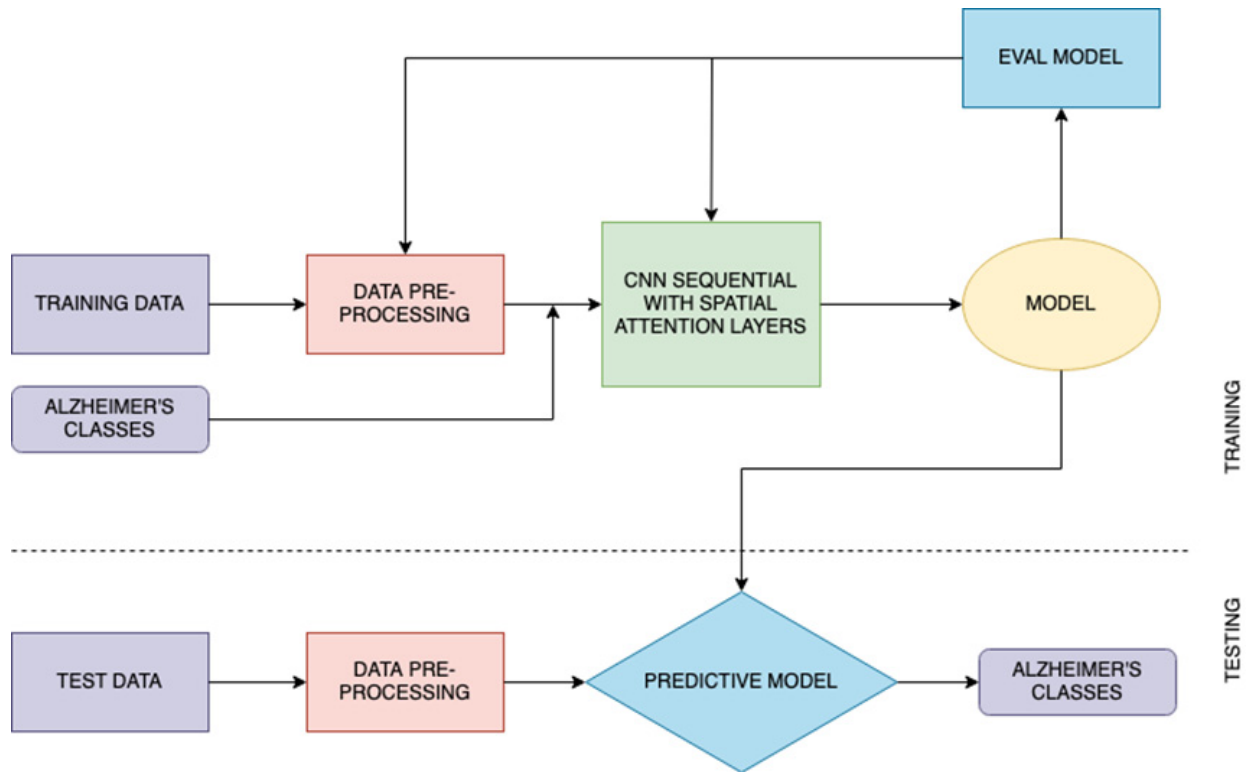 EVAL MODEL
TRAINING DATA
DATA PRE-
PROCESSING
CNN SEQUENTIAL
WITH SPATIAL
ATTENTION LAYERS
MODEL
ALZHEIMER'S
CLASSES
TRAINING
TEST DATA
DATA PRE-
PROCESSING
PREDICTIVE MODEL
ALZHEIMER'S
CLASSES
TESTING